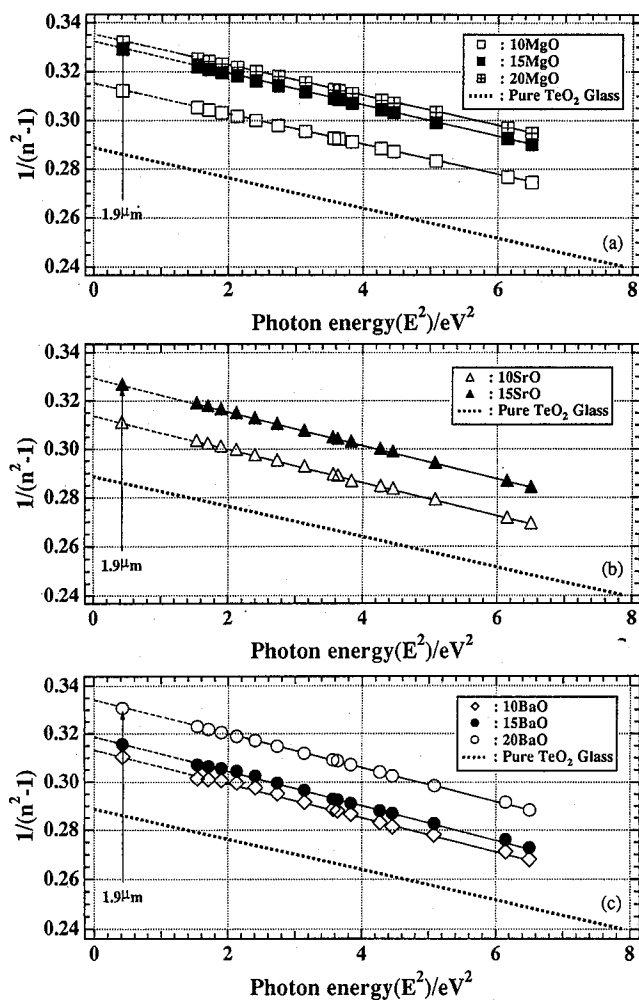 0.34
0.32
0.30
0.28
0.26
0.24
1/(n²-1)
: 10MgO
: 15MgO
: 20MgO
: Pure TeO₂ Glass
1.9μm
(a)
0 2 4 6 8
Photon energy(E²)/eV²
0.34
0.32
0.30
0.28
0.26
0.24
1/(n²-1)
: 10SrO
: 15SrO
: Pure TeO₂ Glass
1.9μm
(b)
0 2 4 6 8
Photon energy(E²)/eV²
0.34
0.32
0.30
0.28
0.26
0.24
1/(n²-1)
: 10BaO
: 15BaO
: 20BaO
: Pure TeO₂ Glass
1.9μm
(c)
0 2 4 6 8
Photon energy(E²)/eV²